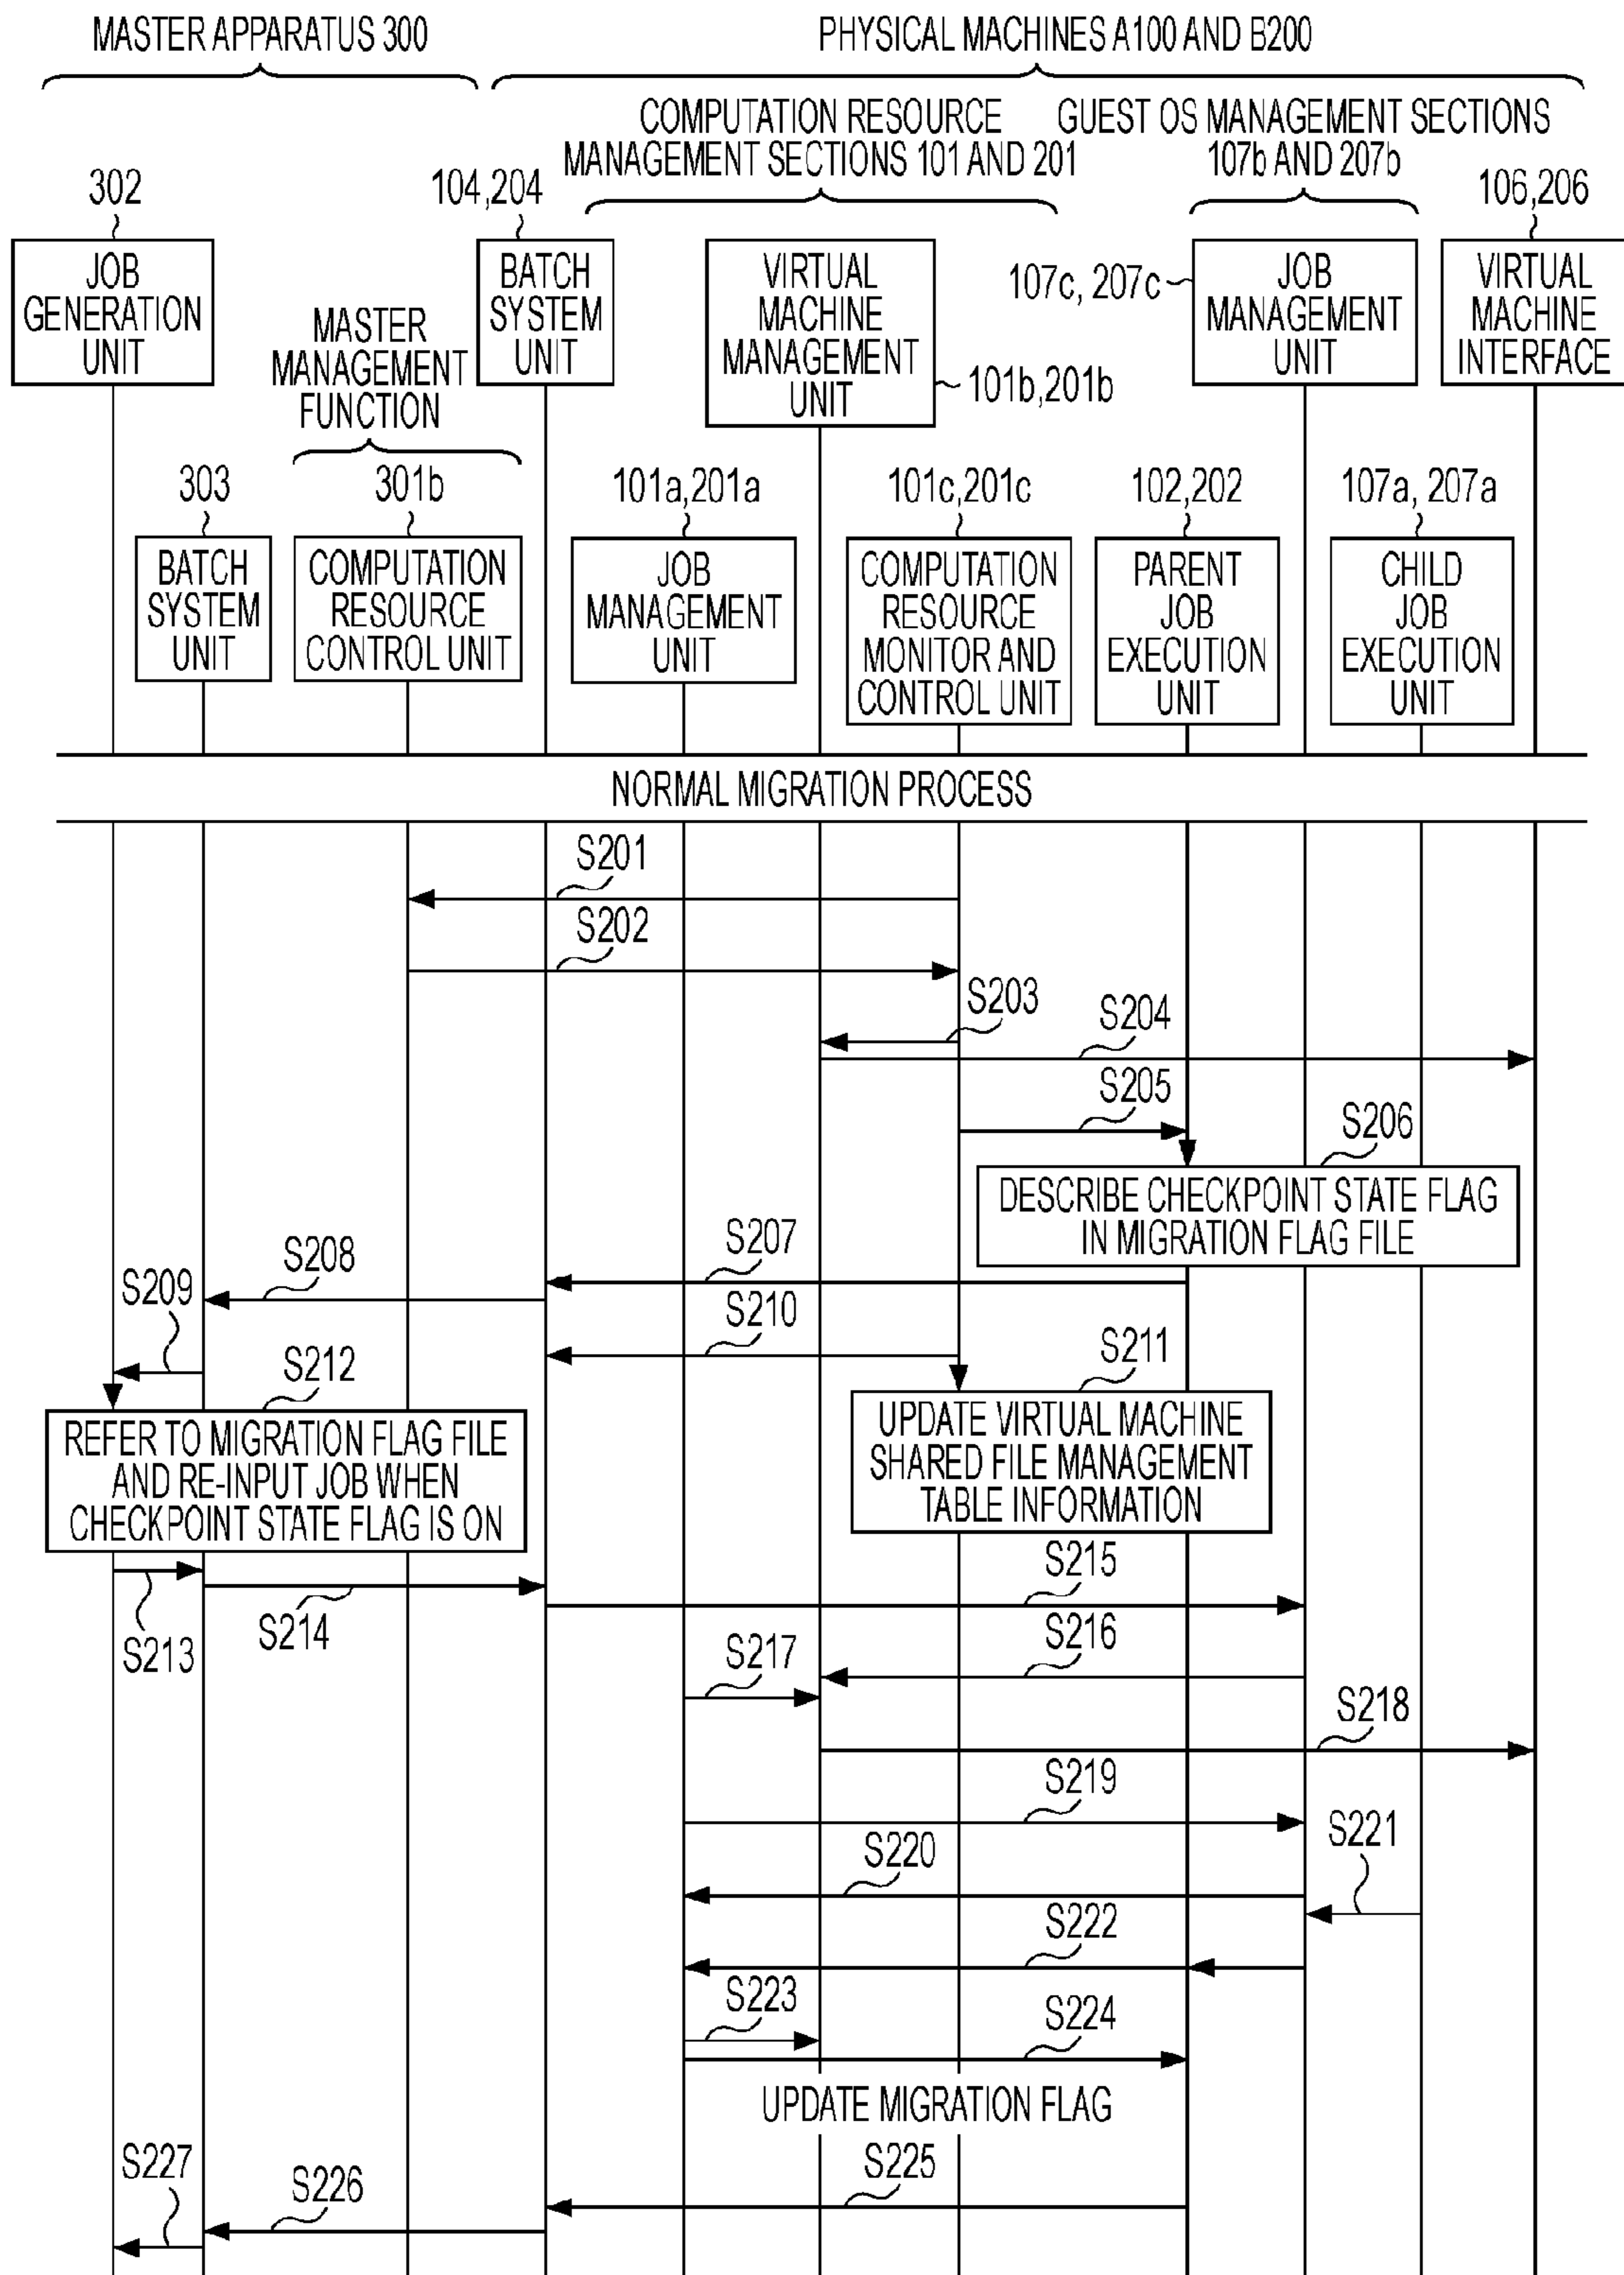 MASTER APPARATUS 300
PHYSICAL MACHINES A100 AND B200
COMPUTATION RESOURCE
MANAGEMENT SECTIONS 101 AND 201
GUEST OS MANAGEMENT SECTIONS
107b AND 207b
302
104,204
106,206
JOB
GENERATION
UNIT
MASTER
MANAGEMENT
FUNCTION
BATCH
SYSTEM
UNIT
VIRTUAL
MACHINE
MANAGEMENT
UNIT
101b,201b
107c, 207c
JOB
MANAGEMENT
UNIT
VIRTUAL
MACHINE
INTERFACE
303
301b
101a,201a
101c,201c
102,202
107a, 207a
BATCH
SYSTEM
UNIT
COMPUTATION
RESOURCE
CONTROL UNIT
JOB
MANAGEMENT
UNIT
COMPUTATION
RESOURCE
MONITOR AND
CONTROL UNIT
PARENT
JOB
EXECUTION
UNIT
CHILD
JOB
EXECUTION
UNIT
NORMAL MIGRATION PROCESS
S201
S202
S203
S204
S205
S206
DESCRIBE CHECKPOINT STATE FLAG
IN MIGRATION FLAG FILE
S207
S208
S209
S210
S211
S212
UPDATE VIRTUAL MACHINE
SHARED FILE MANAGEMENT
TABLE INFORMATION
REFER TO MIGRATION FLAG FILE
AND RE-INPUT JOB WHEN
CHECKPOINT STATE FLAG IS ON
S213
S214
S215
S216
S217
S218
S219
S220
S221
S222
S223
S224
UPDATE MIGRATION FLAG
S225
S226
S227